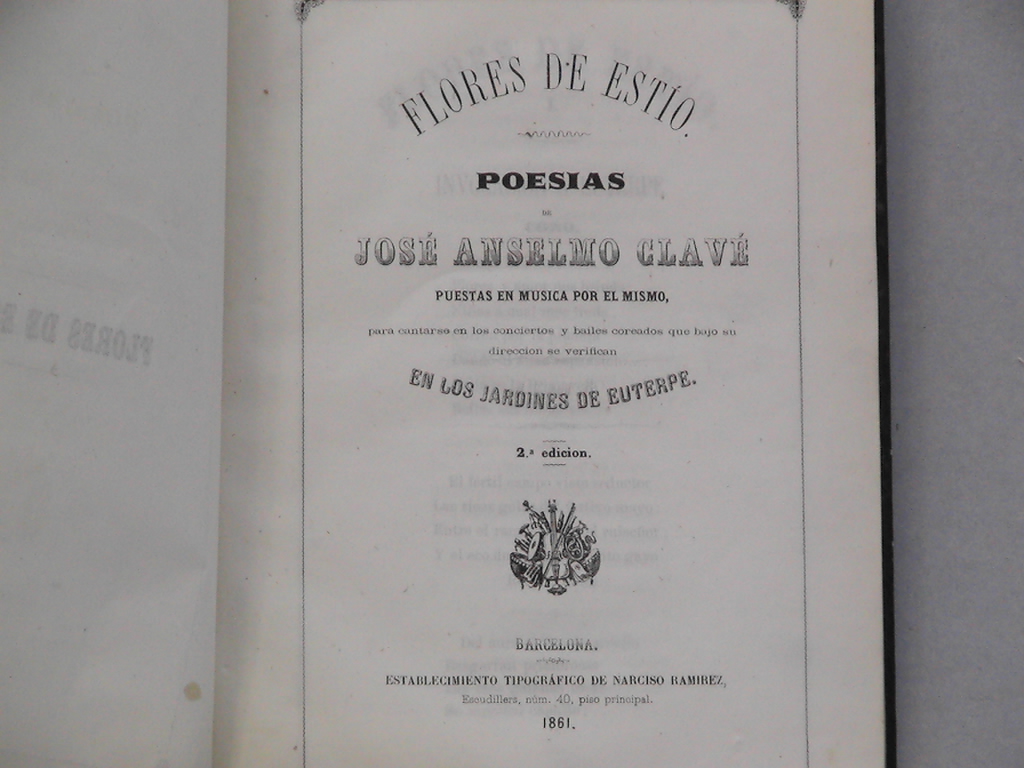 FLORES DE ESTÍO.
POESIAS
DE
JOSÉ ANSELMO CLAVÉ
PUESTAS EN MUSICA POR EL MISMO,
para cantarse en los conciertos y bailes coreados que bajo su
direccion se verifican
EN LOS JARDINES DE EUTERPE.
2.ª edicion.
BARCELONA.
ESTABLECIMIENTO TIPOGRÁFICO DE NARCISO RAMIREZ,
Escudillers, núm. 40, piso principal.
1861.